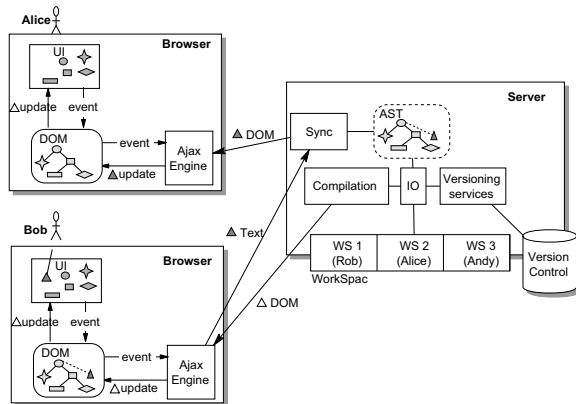 Alice
Browser
UI
△update
event
DOM
event
▲update
Ajax
Engine
▲ DOM
Server
Sync
AST
Compilation
IO
Versioning
services
WS 1
(Rob)
WS 2
(Alice)
WS 3
(Andy)
WorkSpac
Version
Control
▲ Text
△ DOM
Bob
Browser
UI
△update
event
DOM
event
△update
Ajax
Engine